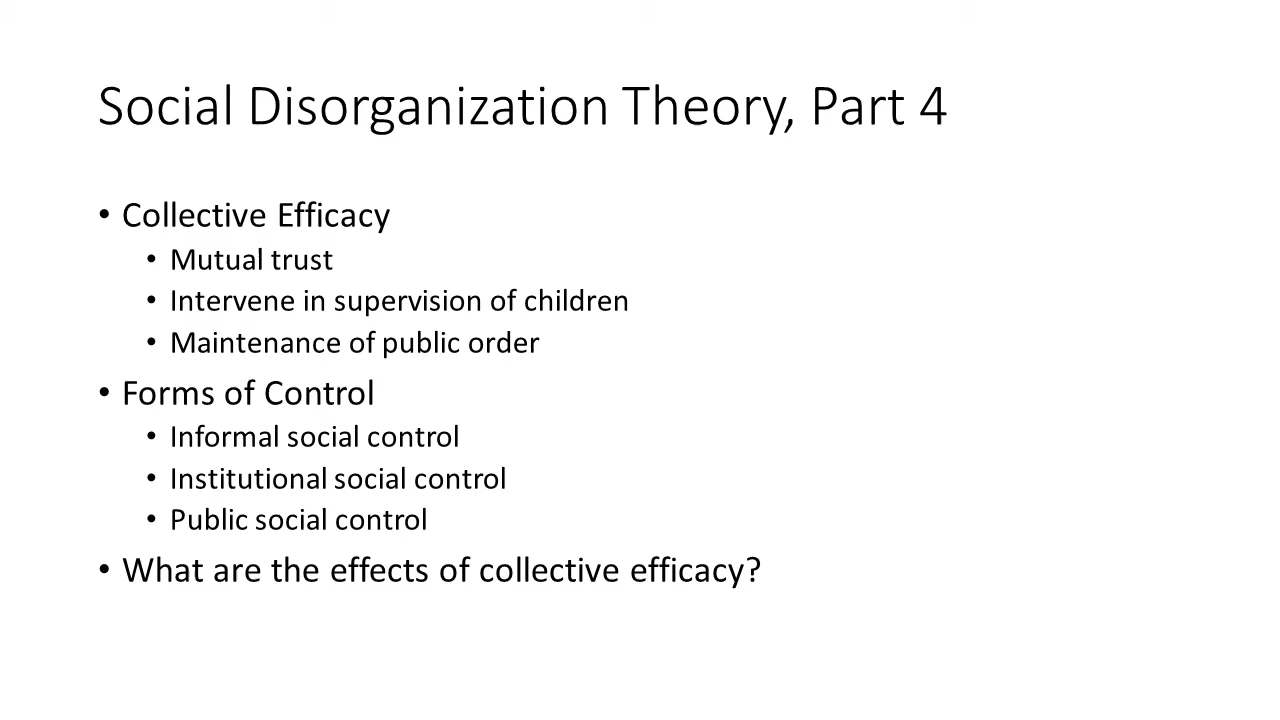 Social Disorganization Theory, Part 4
• Collective Efficacy
• Mutual trust
• Intervene in supervision of children
• Maintenance of public order
• Forms of Control
• Informal social control
• Institutional social control
• Public social control
• What are the effects of collective efficacy?